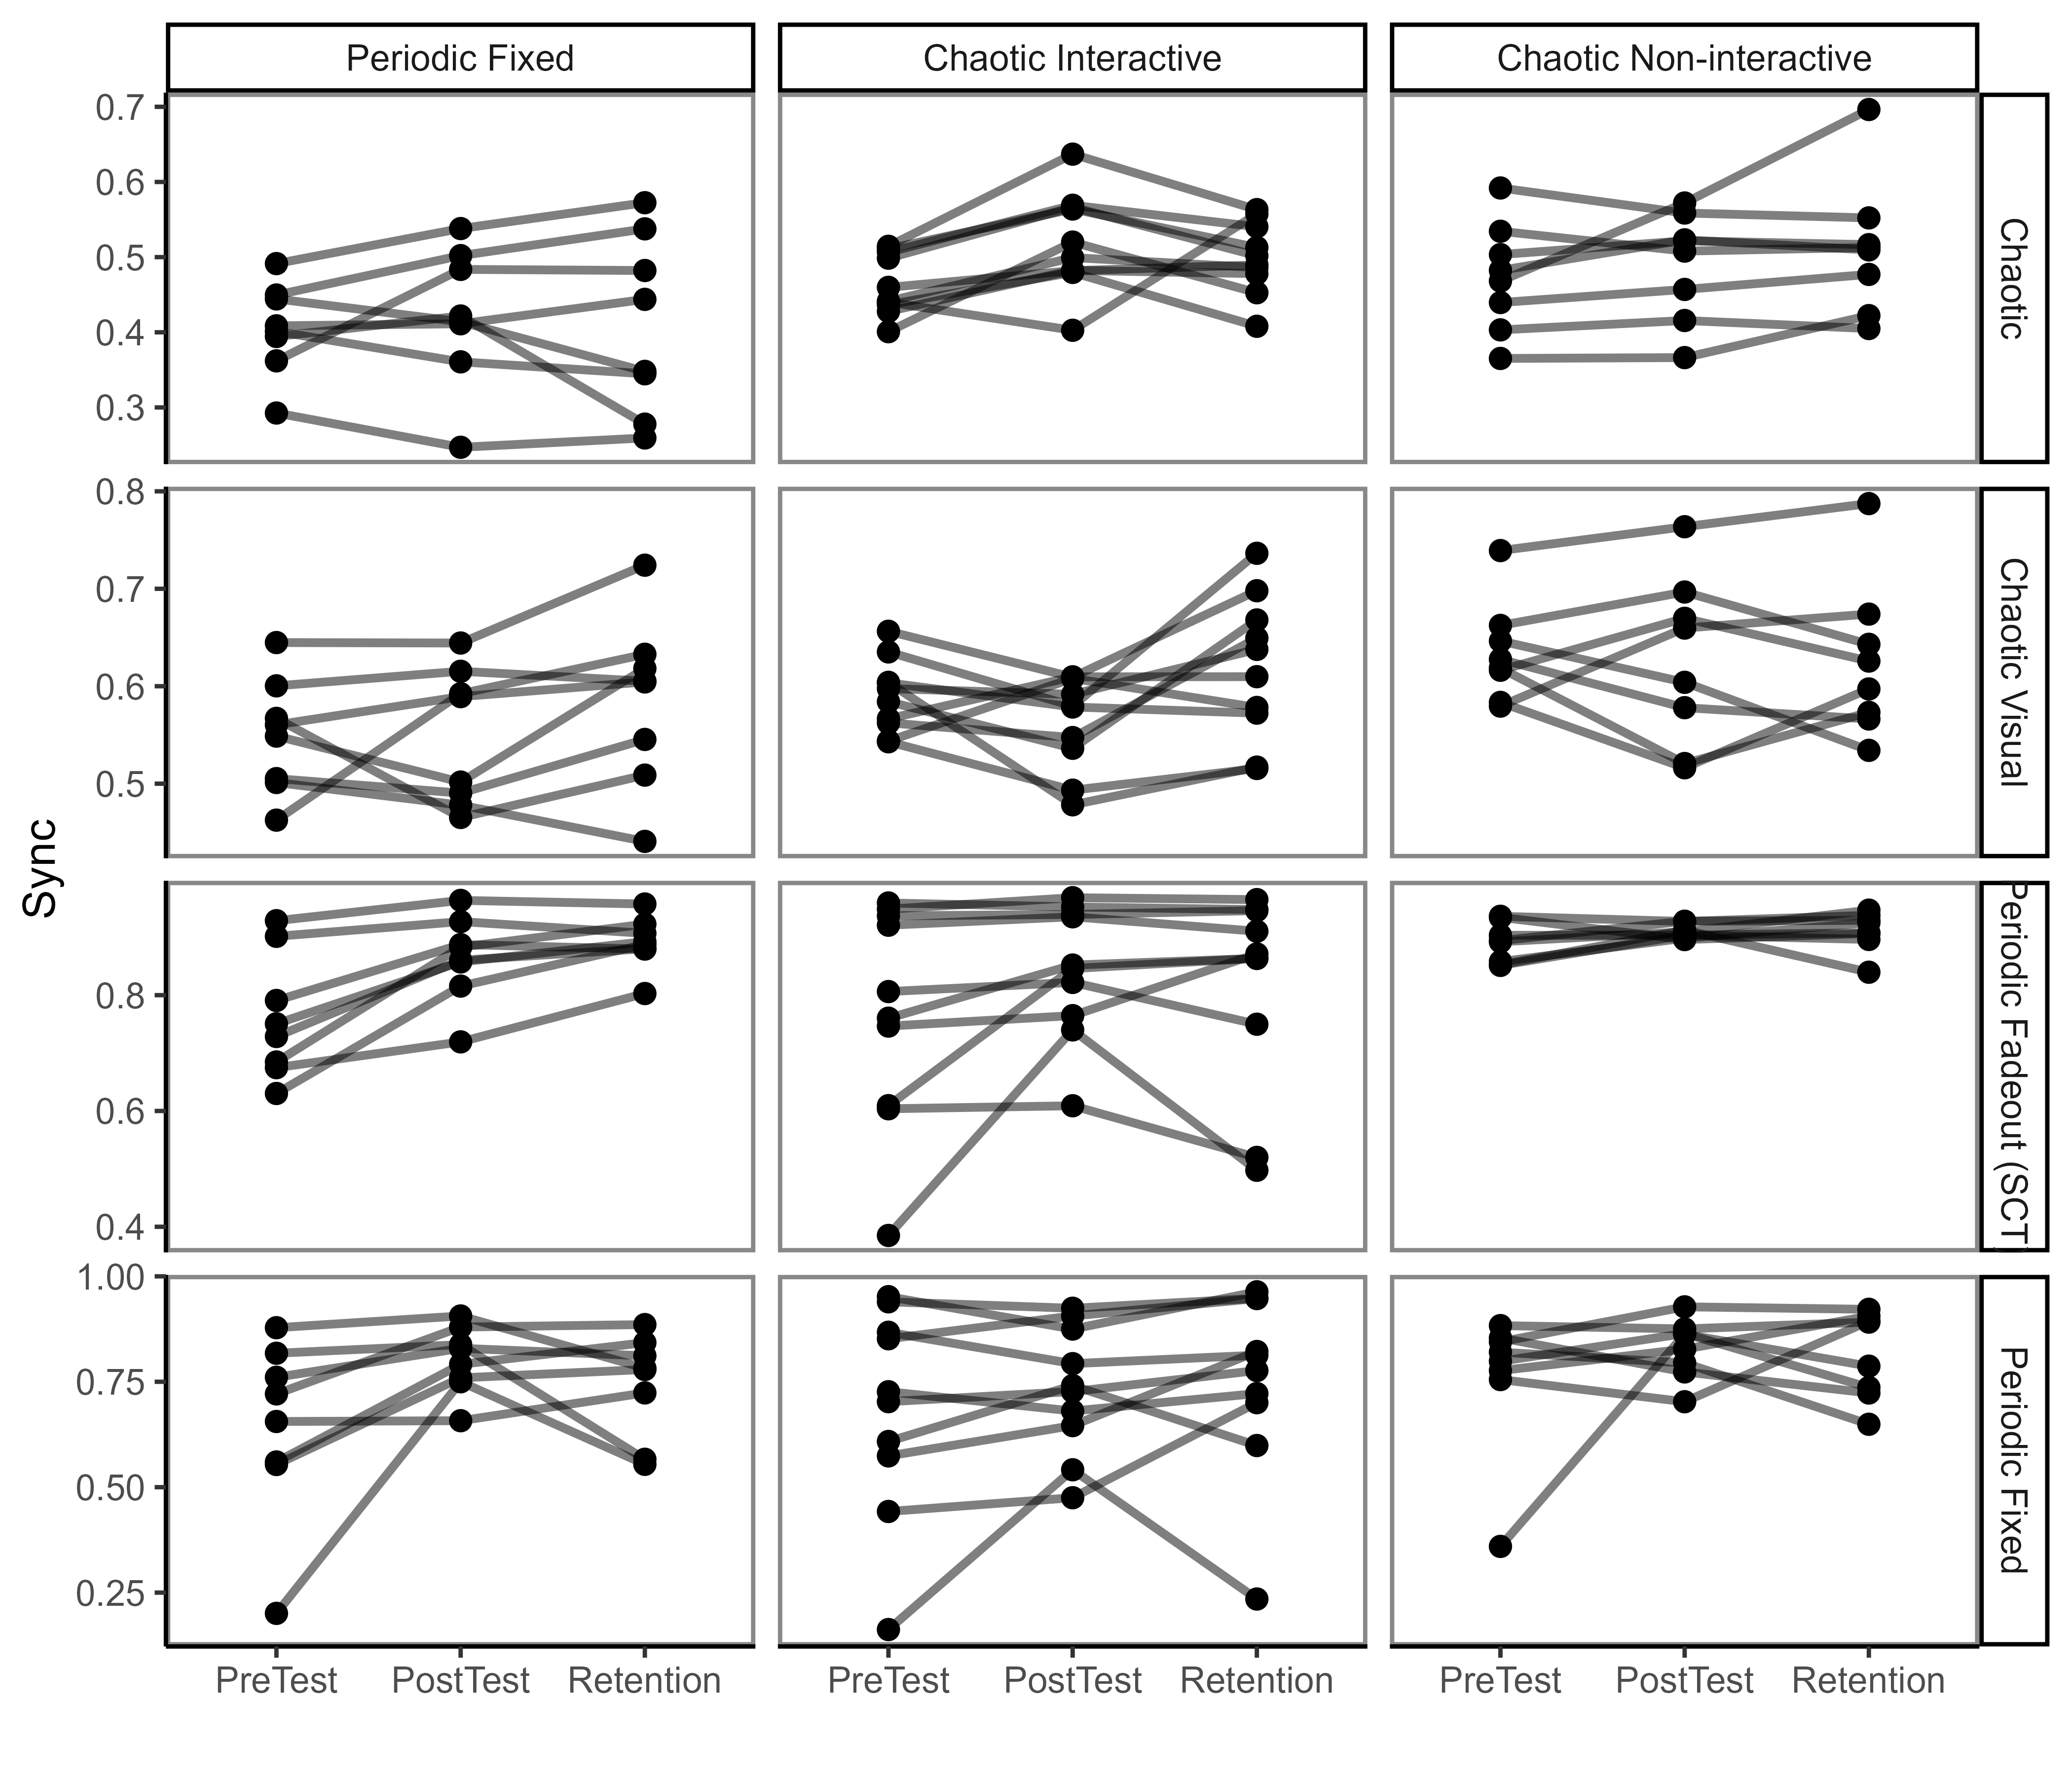 Periodic Fixed
Chaotic Interactive
Chaotic Non-interactive
0.7
0.6
0.5
0.4
0.3
Chaotic
0.8
0.7
0.6
0.5
Chaotic Visual
Sync
0.8
0.6
0.4
Periodic Fadeout (SCT
1.00
0.75
0.50
0.25
Periodic Fixed
PreTest PostTest Retention
PreTest PostTest Retention
PreTest PostTest Retention